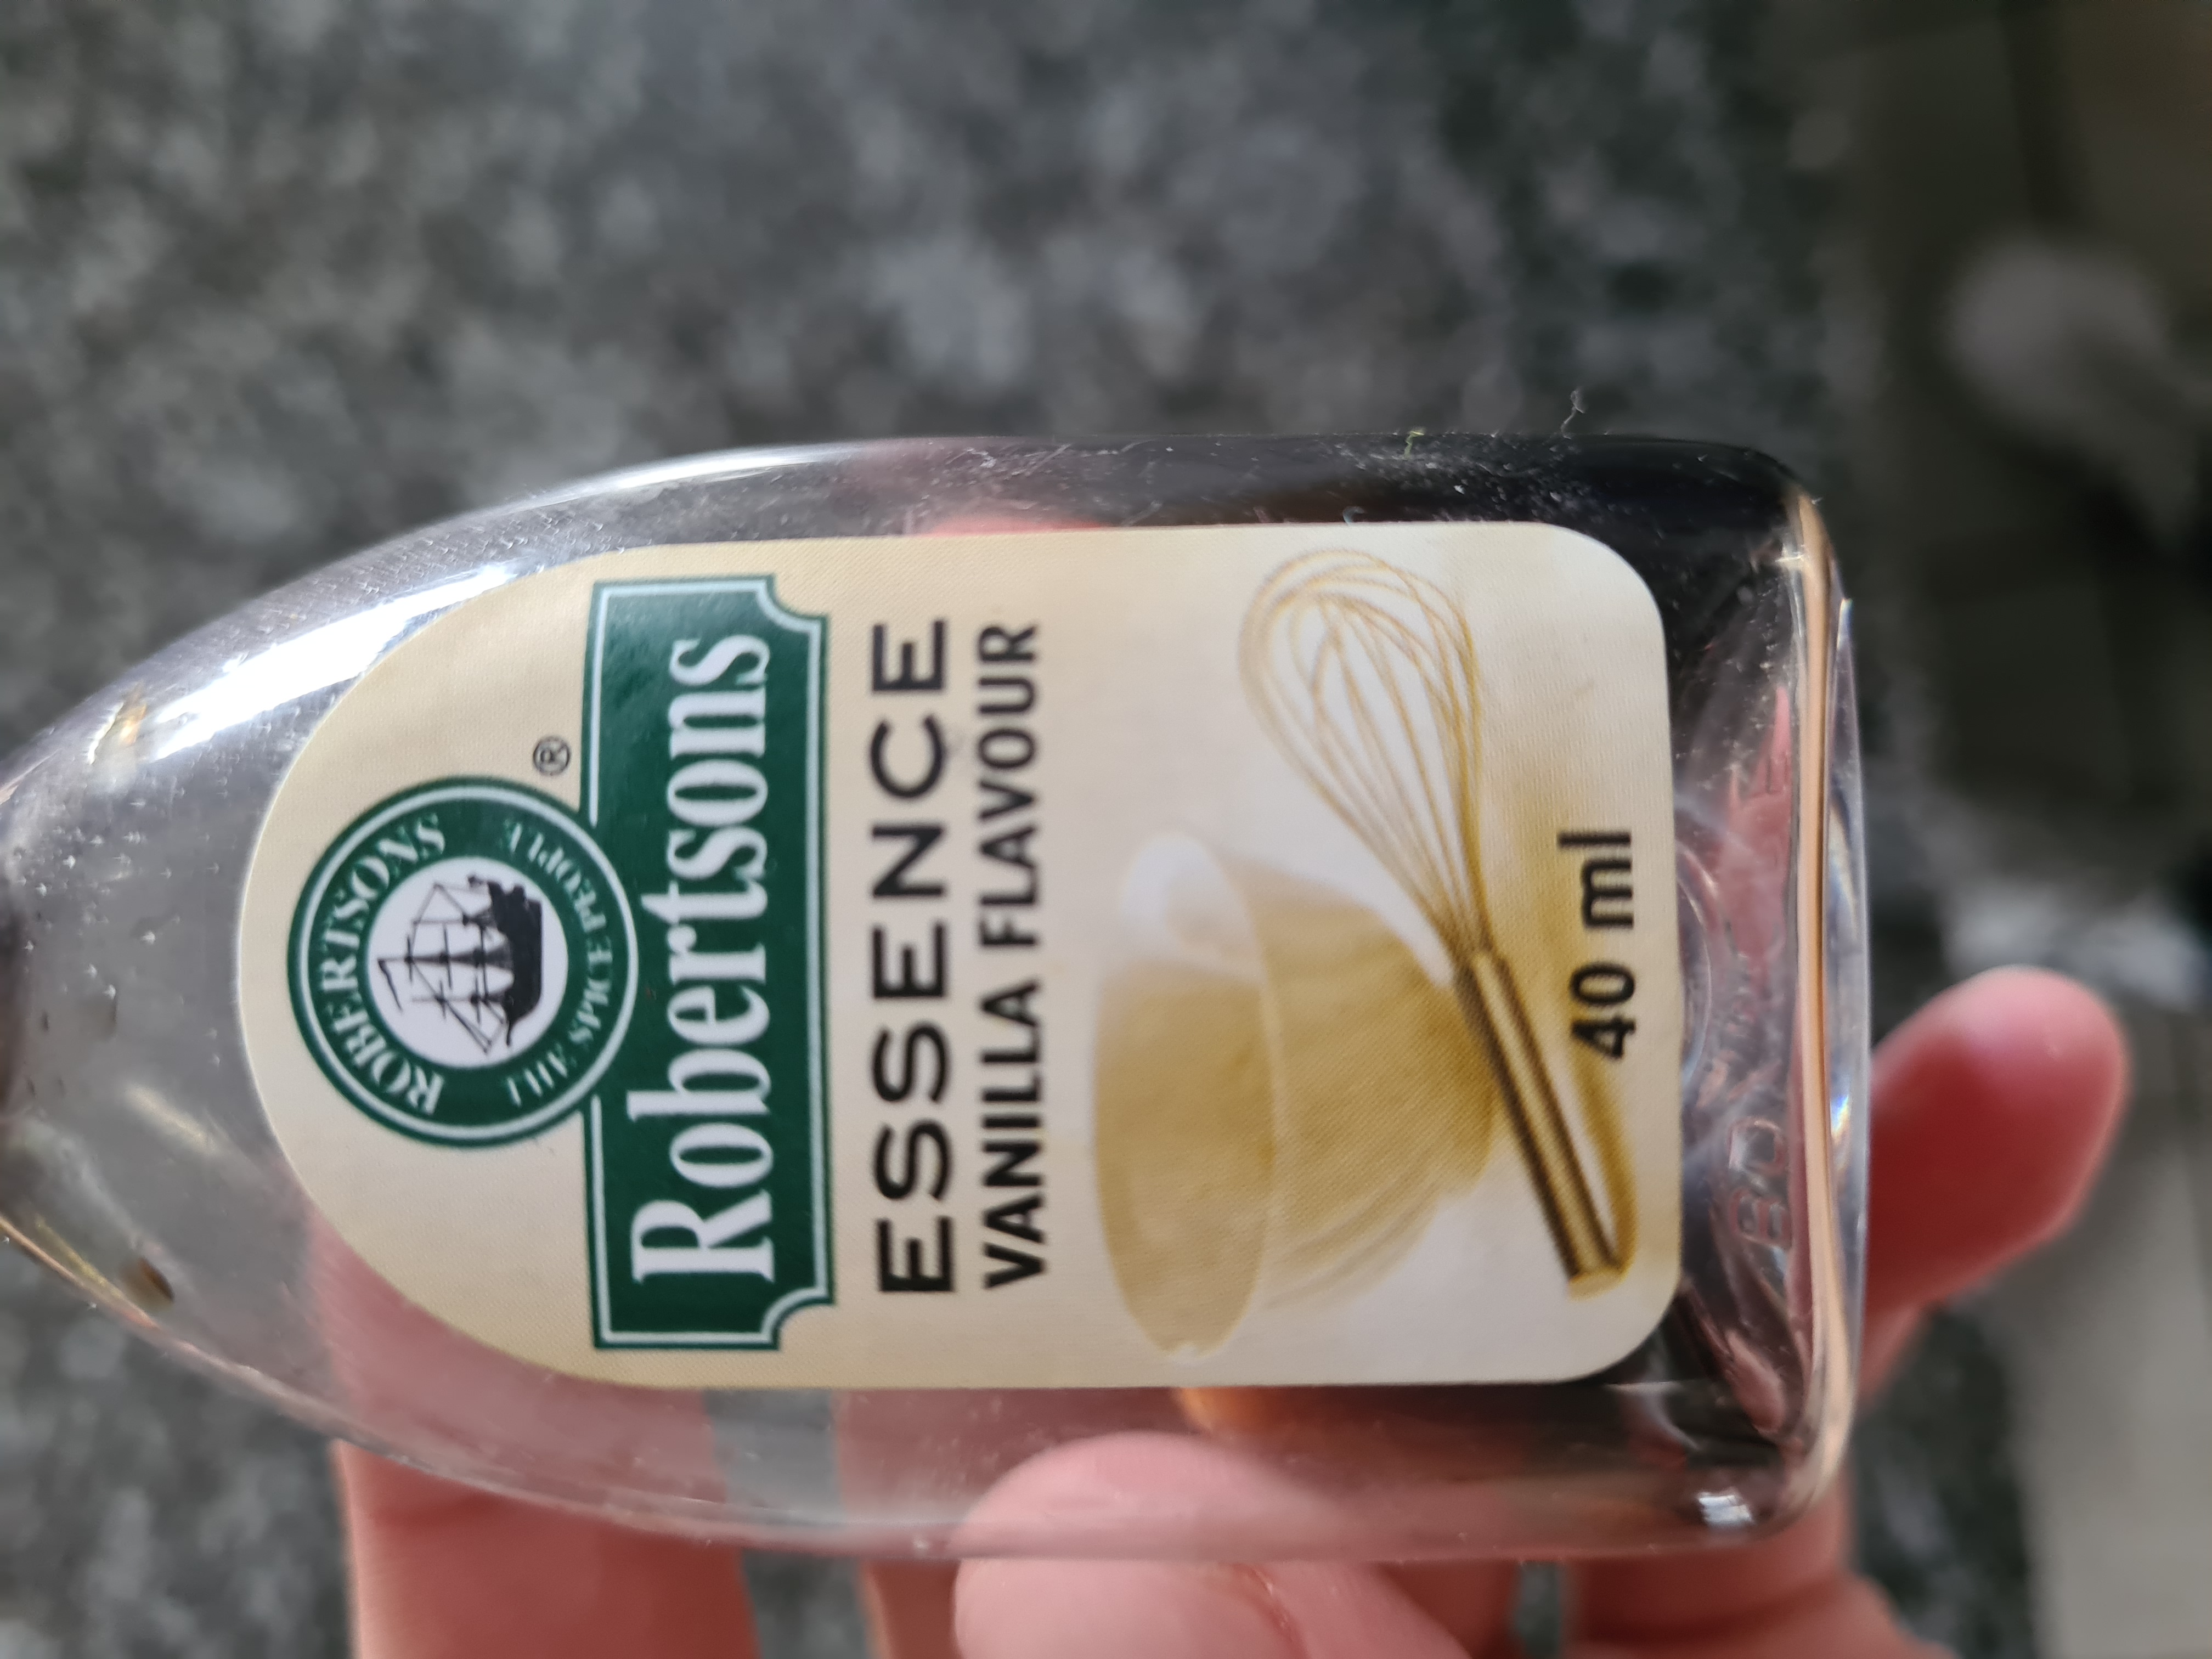 ROBERTSONS
THE SPICE PEOPLE
®
Robertsons
ESSENCE
VANILLA FLAVOUR
40 ml